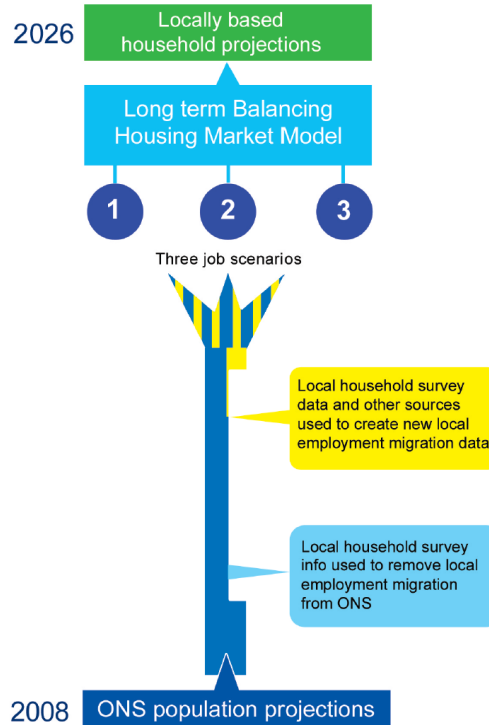 2026
Locally based
household projections
Long term Balancing
Housing Market Model
1
2
3
Three job scenarios
Local household survey
data and other sources
used to create new local
employment migration data
Local household survey
info used to remove local
employment migration
from ONS
2008
ONS population projections